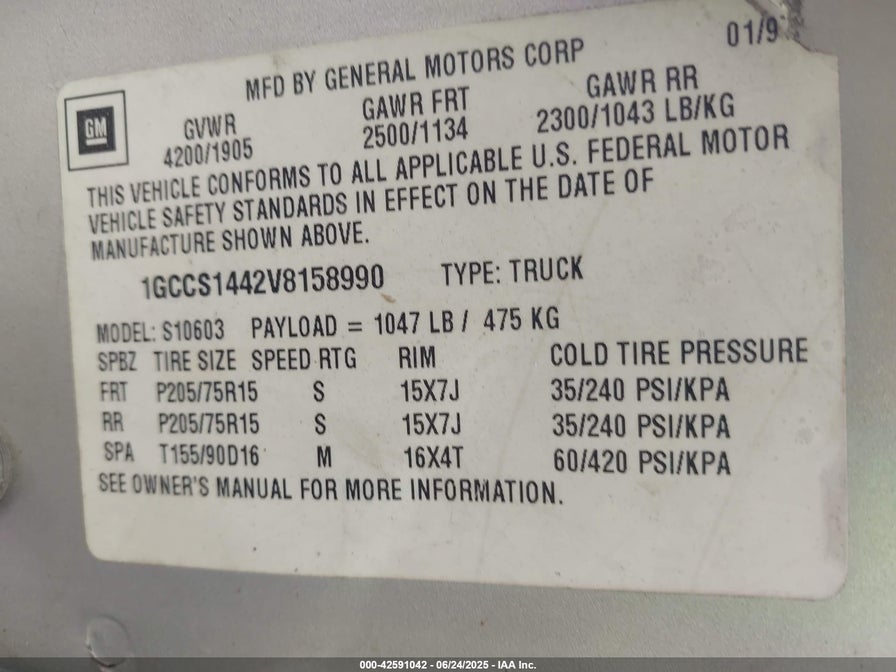 01/9
MFD BY GENERAL MOTORS CORP
GM
GVWR GAWR FRT GAWR RR
4200/1905 2500/1134 2300/1043 LB/KG
THIS VEHICLE CONFORMS TO ALL APPLICABLE U.S. FEDERAL MOTOR
VEHICLE SAFETY STANDARDS IN EFFECT ON THE DATE OF
MANUFACTURE SHOWN ABOVE.
1GCCS1442V8158990 TYPE: TRUCK
MODEL: S10603 PAYLOAD = 1047 LB / 475 KG
SPBZ TIRE SIZE SPEED RTG RIM COLD TIRE PRESSURE
FRT P205/75R15 S 15X7J 35/240 PSI/KPA
RR P205/75R15 S 15X7J 35/240 PSI/KPA
SPA T155/90D16 M 16X4T 60/420 PSI/KPA
SEE OWNER'S MANUAL FOR MORE INFORMATION.
000-42591042 - 06/24/2025 - IAA Inc.